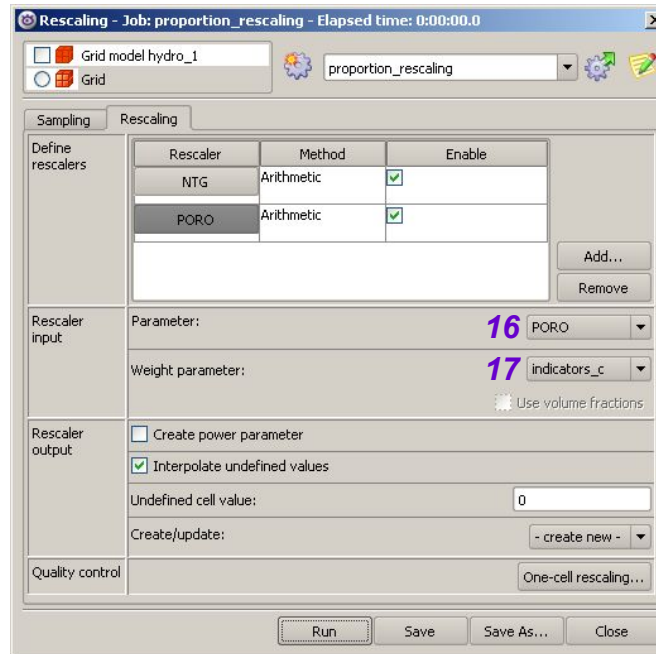 Rescaling - Job: proportion_rescaling - Elapsed time: 0:00:00.0
Grid model hydro_1
Grid
proportion_rescaling
Sampling Rescaling
Define rescalers
Rescaler Method Enable
NTG Arithmetic
PORO Arithmetic
Add...
Remove
Rescaler input
Parameter: 16 PORO
Weight parameter: 17 indicators_c
Use volume fractions
Rescaler output
Create power parameter
Interpolate undefined values
Undefined cell value: 0
Create/update: - create new -
Quality control One-cell rescaling...
Run Save Save As... Close